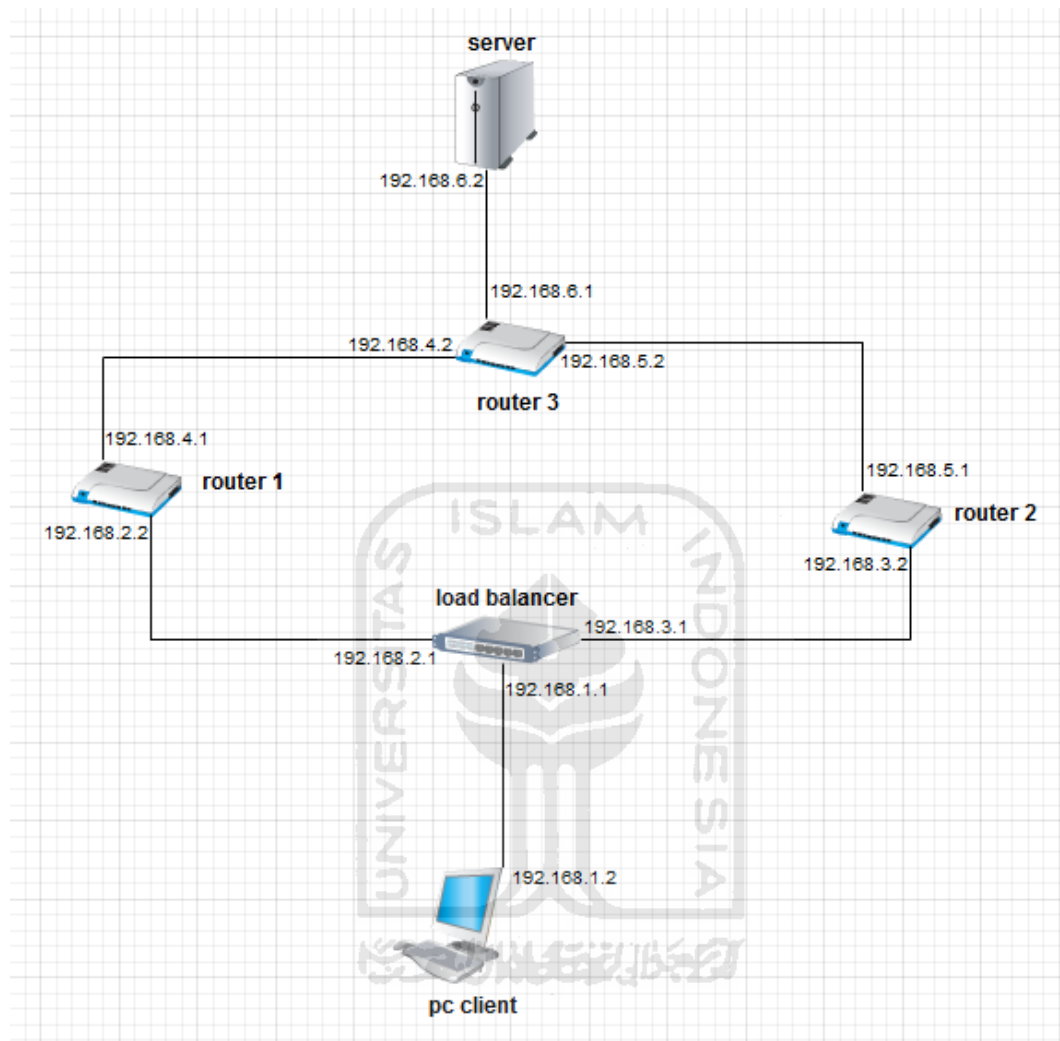 server
192.168.6.2
192.168.6.1
192.168.4.2
192.168.5.2
router 3
192.168.4.1
router 1
192.168.5.1
router 2
192.168.2.2
192.168.3.2
ISLAM
UNIVERSITAS
INDONESIA
load balancer
192.168.3.1
192.168.2.1
192.168.1.1
192.168.1.2
pc client